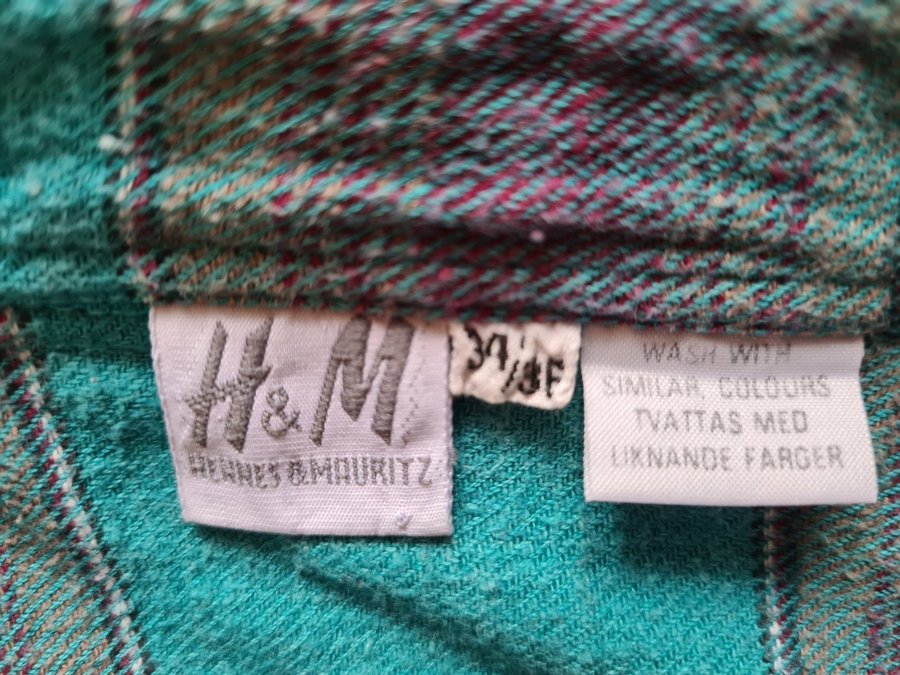 H&M
HENNES & MAURITZ
WASH WITH
SIMILAR COLOURS
TVATTAS MED
LIKNANDE FARGER